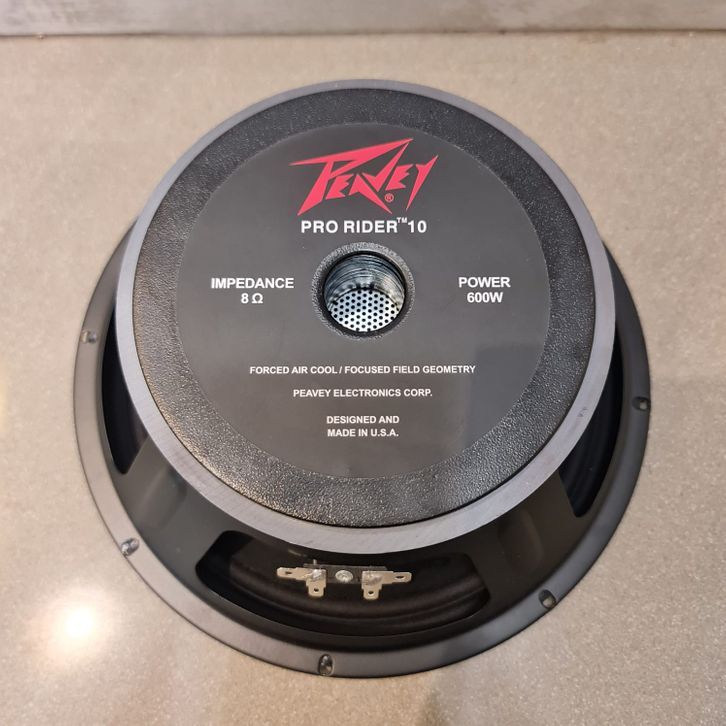 PEAVEY®
PRO RIDER™10
IMPEDANCE
8 Ω
POWER
600W
FORCED AIR COOL / FOCUSED FIELD GEOMETRY
PEAVEY ELECTRONICS CORP.
DESIGNED AND
MADE IN U.S.A.